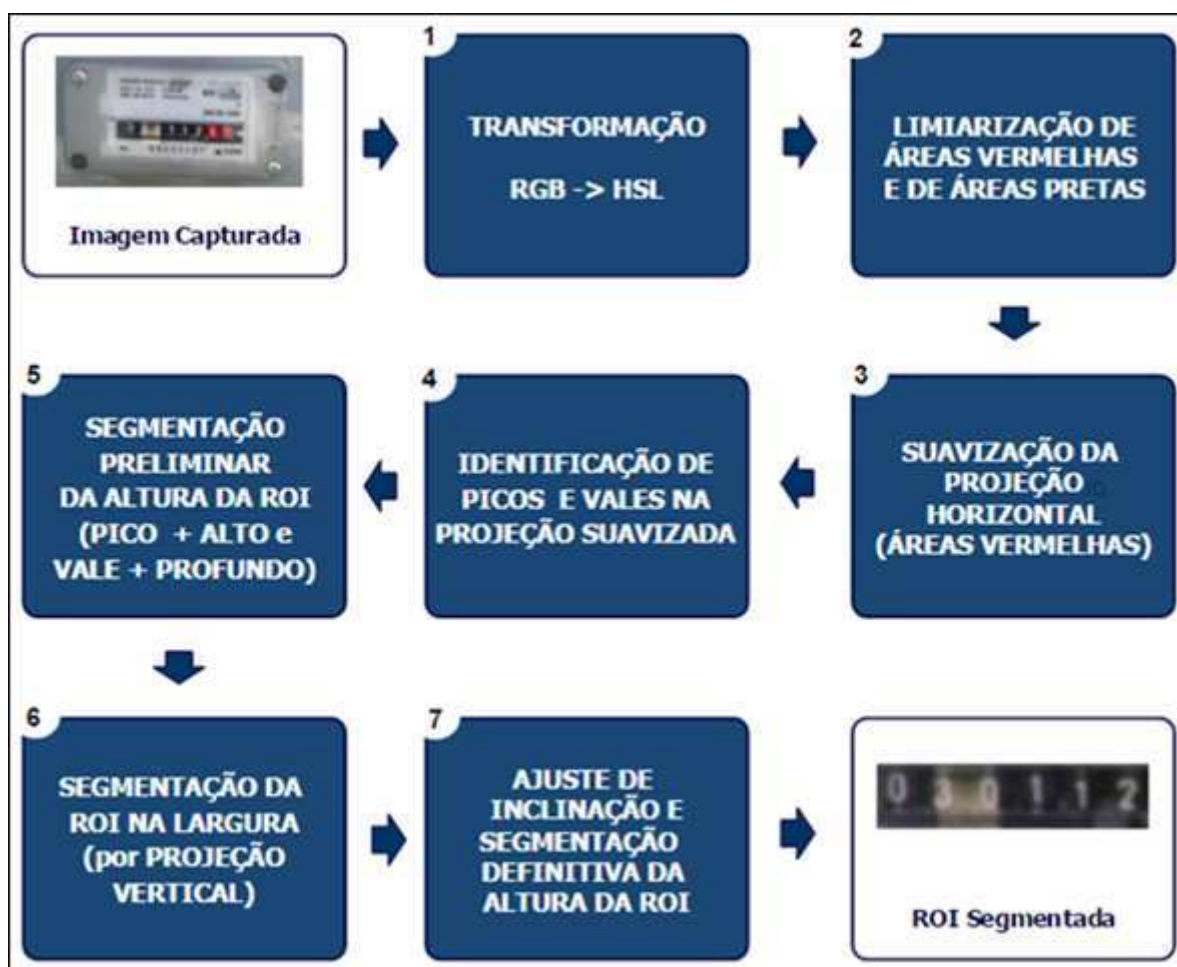 Imagem Capturada
1
TRANSFORMAÇÃO
RGB -> HSL
2
LIMIARIZAÇÃO DE
ÁREAS VERMELHAS
E DE ÁREAS PRETAS
3
SUAVIZAÇÃO DA
PROJEÇÃO
HORIZONTAL
(ÁREAS VERMELHAS)
4
IDENTIFICAÇÃO DE
PICOS E VALES NA
PROJEÇÃO SUAVIZADA
5
SEGMENTAÇÃO
PRELIMINAR
DA ALTURA DA ROI
(PICO + ALTO e
VALE + PROFUNDO)
6
SEGMENTAÇÃO DA
ROI NA LARGURA
(por PROJEÇÃO
VERTICAL)
7
AJUSTE DE
INCLINAÇÃO E
SEGMENTAÇÃO
DEFINITIVA DA
ALTURA DA ROI
0 3 0 1 1 2
ROI Segmentada